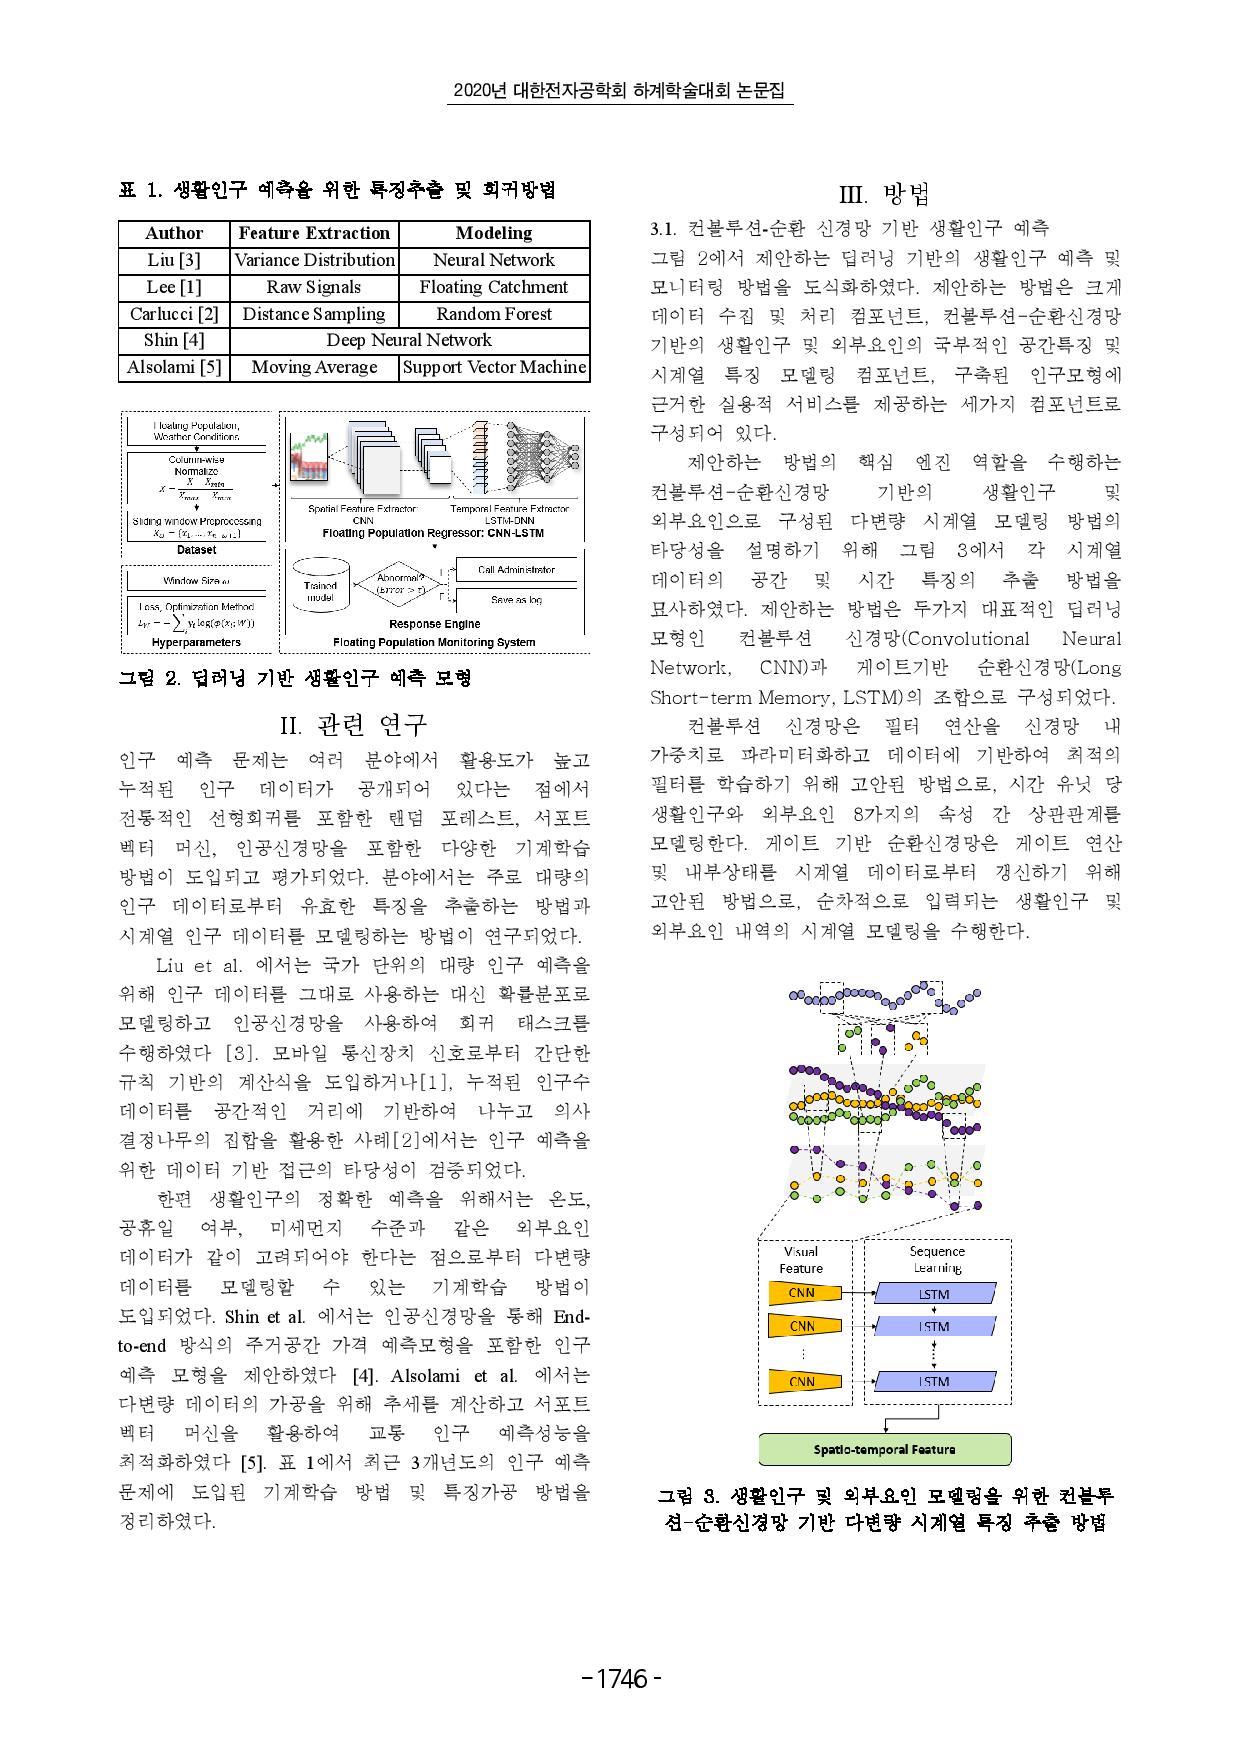 2020년 대한전자공학회 하계학술대회 논문집
표 1. 생활인구 예측을 위한 특징추출 및 회귀방법
Author Feature Extraction Modeling
Liu [3] Variance Distribution Neural Network
Lee [1] Raw Signals Floating Catchment
Carlucci [2] Distance Sampling Random Forest
Shin [4] Deep Neural Network
Alsolami [5] Moving Average Support Vector Machine
Floating Population,
Weather Conditions
Column-wise
Normalize
Sliding window Preprocessing
Dataset
Window Size ω
Loss, Optimization Method
Hyperparameters
Spatial Feature Extractor:
CNN
Temporal Feature Extractor
LSTM-DNN
Floating Population Regressor: CNN-LSTM
Trained
model
Abnormal?
(Error > τ)
T
F
Call Administrator
Save as log
Response Engine
Floating Population Monitoring System
그림 2. 딥러닝 기반 생활인구 예측 모형
II. 관련 연구
인구 예측 문제는 여러 분야에서 활용도가 높고
누적된 인구 데이터가 공개되어 있다는 점에서
전통적인 선형회귀를 포함한 랜덤 포레스트, 서포트
벡터 머신, 인공신경망을 포함한 다양한 기계학습
방법이 도입되고 평가되었다. 분야에서는 주로 대량의
인구 데이터로부터 유효한 특징을 추출하는 방법과
시계열 인구 데이터를 모델링하는 방법이 연구되었다.
Liu et al. 에서는 국가 단위의 대량 인구 예측을
위해 인구 데이터를 그대로 사용하는 대신 확률분포로
모델링하고 인공신경망을 사용하여 회귀 태스크를
수행하였다 [3]. 모바일 통신장치 신호로부터 간단한
규칙 기반의 계산식을 도입하거나[1], 누적된 인구수
데이터를 공간적인 거리에 기반하여 나누고 의사
결정나무의 집합을 활용한 사례[2]에서는 인구 예측을
위한 데이터 기반 접근의 타당성이 검증되었다.
한편 생활인구의 정확한 예측을 위해서는 온도,
공휴일 여부, 미세먼지 수준과 같은 외부요인
데이터가 같이 고려되어야 한다는 점으로부터 다변량
데이터를 모델링할 수 있는 기계학습 방법이
도입되었다. Shin et al. 에서는 인공신경망을 통해 End-
to-end 방식의 주거공간 가격 예측모형을 포함한 인구
예측 모형을 제안하였다 [4]. Alsolami et al. 에서는
다변량 데이터의 가공을 위해 추세를 계산하고 서포트
벡터 머신을 활용하여 교통 인구 예측성능을
최적화하였다 [5]. 표 1에서 최근 3개년도의 인구 예측
문제에 도입된 기계학습 방법 및 특징가공 방법을
정리하였다.
III. 방법
3.1. 컨볼루션-순환 신경망 기반 생활인구 예측
그림 2에서 제안하는 딥러닝 기반의 생활인구 예측 및
모니터링 방법을 도식화하였다. 제안하는 방법은 크게
데이터 수집 및 처리 컴포넌트, 컨볼루션-순환신경망
기반의 생활인구 및 외부요인의 국부적인 공간특징 및
시계열 특징 모델링 컴포넌트, 구축된 인구모형에
근거한 실용적 서비스를 제공하는 세가지 컴포넌트로
구성되어 있다.
제안하는 방법의 핵심 엔진 역할을 수행하는
컨볼루션-순환신경망 기반의 생활인구 및
외부요인으로 구성된 다변량 시계열 모델링 방법의
타당성을 설명하기 위해 그림 3에서 각 시계열
데이터의 공간 및 시간 특징의 추출 방법을
묘사하였다. 제안하는 방법은 두가지 대표적인 딥러닝
모형인 컨볼루션 신경망(Convolutional Neural
Network, CNN)과 게이트기반 순환신경망(Long
Short-term Memory, LSTM)의 조합으로 구성되었다.
컨볼루션 신경망은 필터 연산을 신경망 내
가중치로 파라미터화하고 데이터에 기반하여 최적의
필터를 학습하기 위해 고안된 방법으로, 시간 유닛 당
생활인구와 외부요인 8가지의 속성 간 상관관계를
모델링한다. 게이트 기반 순환신경망은 게이트 연산
및 내부상태를 시계열 데이터로부터 갱신하기 위해
고안된 방법으로, 순차적으로 입력되는 생활인구 및
외부요인 내역의 시계열 모델링을 수행한다.
Visual
Feature
Sequence
Learning
CNN LSTM
CNN LSTM
CNN LSTM
Spatio-temporal Feature
그림 3. 생활인구 및 외부요인 모델링을 위한 컨볼루
션-순환신경망 기반 다변량 시계열 특징 추출 방법
-1746-